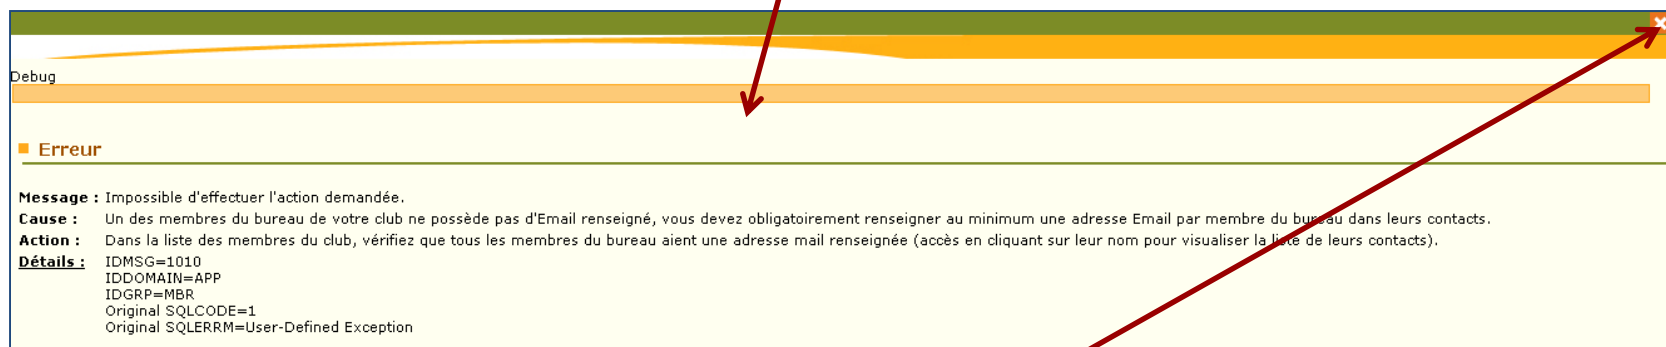 Debug
Erreur
Message : Impossible d'effectuer l'action demandée.
Cause : Un des membres du bureau de votre club ne possède pas d'Email renseigné, vous devez obligatoirement renseigner au minimum une adresse Email par membre du bureau dans leurs contacts.
Action : Dans la liste des membres du club, vérifiez que tous les membres du bureau aient une adresse mail renseignée (accès en cliquant sur leur nom pour visualiser la liste de leurs contacts).
Détails : IDMSG=1010
IDDOMAIN=APP
IDGRP=MBR
Original SQLCODE=1
Original SQLERRM=User-Defined Exception